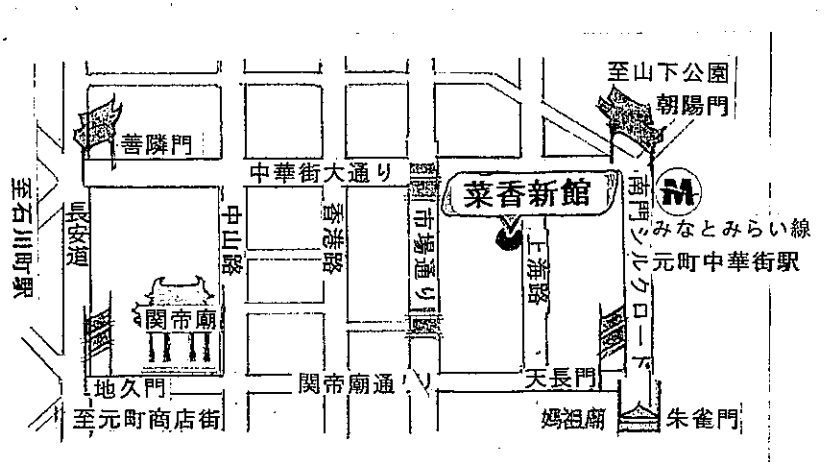 至山下公園
朝陽門
善隣門
中華街大通り
菜香新館
M
みなとみらい線
元町中華街駅
至石川町駅
長安道
中山路
香港路
市場通り
上海路
南門シルクロード
関帝廟
地久門
関帝廟通り
天長門
至元町商店街
媽祖廟
朱雀門